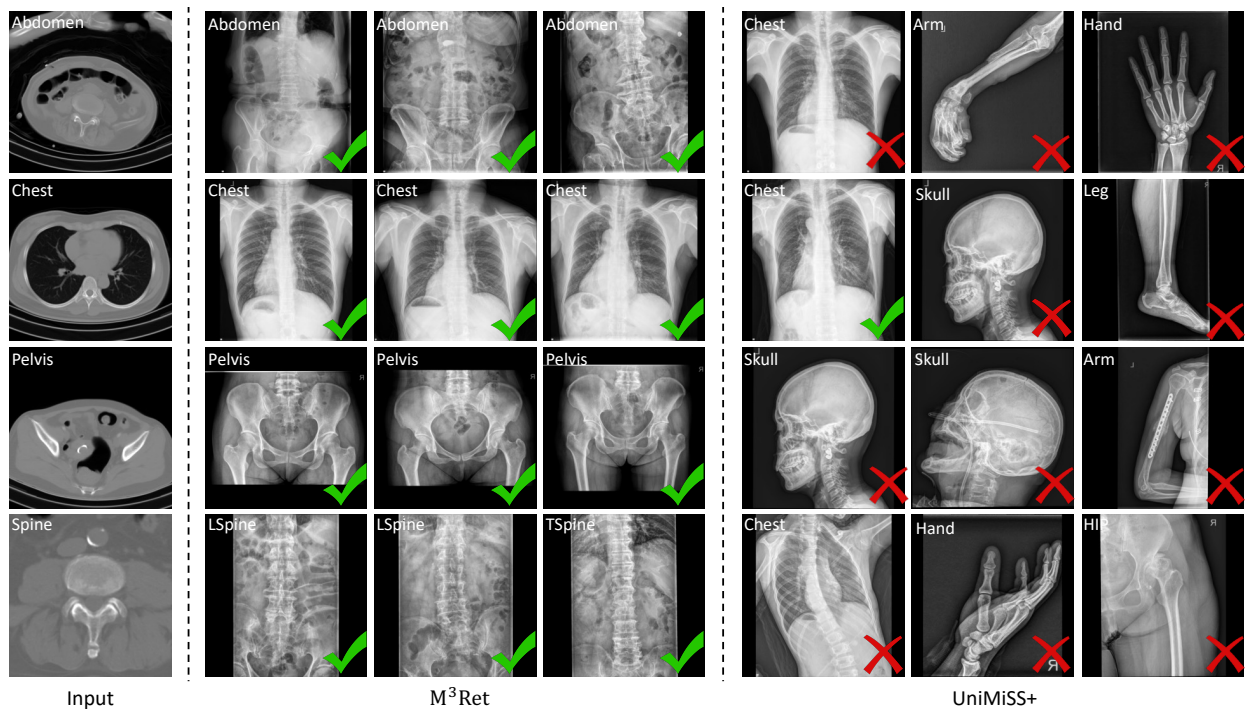 Abdomen Abdomen Abdomen Abdomen Chest Arm Hand
R
Chest Chest Chest Chest Chest Skull Leg
L
Pelvis Pelvis Pelvis Pelvis Skull Skull Arm
R R R L
Spine LSpine LSpine TSpine Chest Hand HIP
R
R
Input M³Ret UniMiSS+